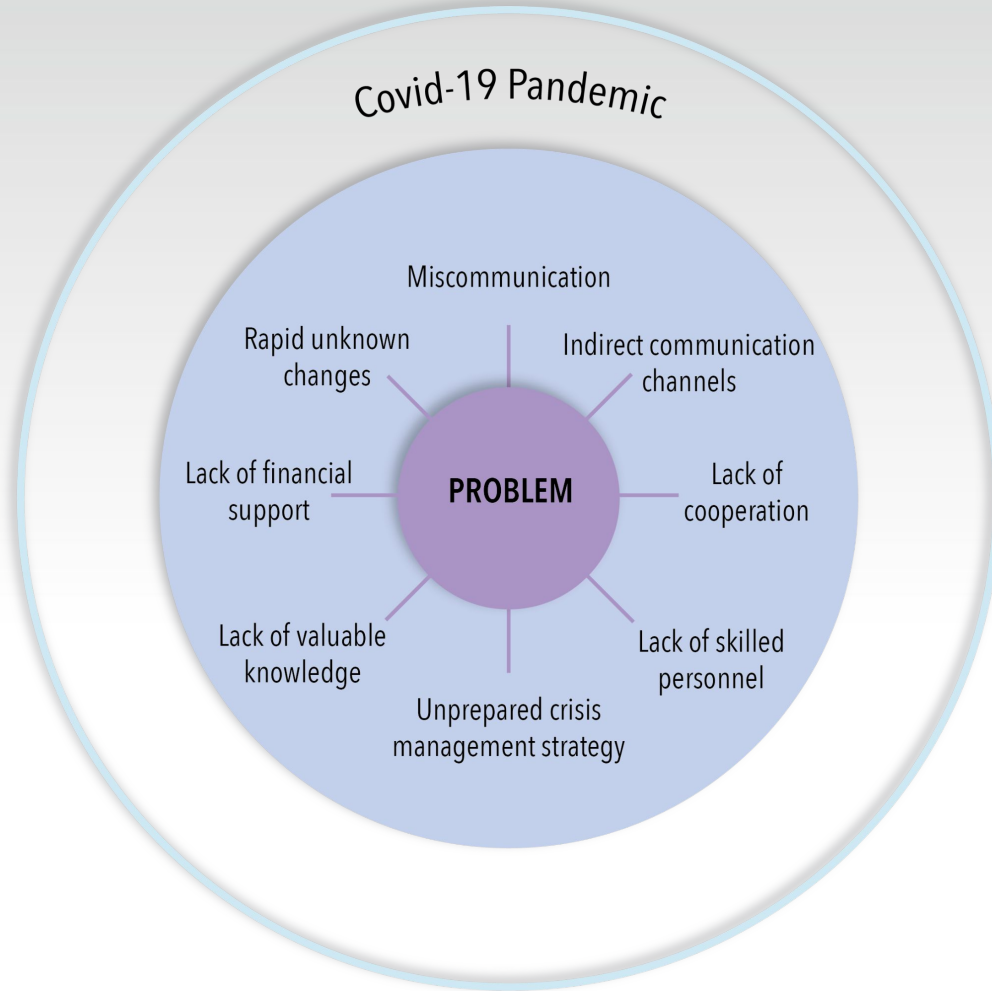 Covid-19 Pandemic
Miscommunication
Rapid unknown
changes
Indirect communication
channels
Lack of financial
support
PROBLEM
Lack of
cooperation
Lack of valuable
knowledge
Lack of skilled
personnel
Unprepared crisis
management strategy